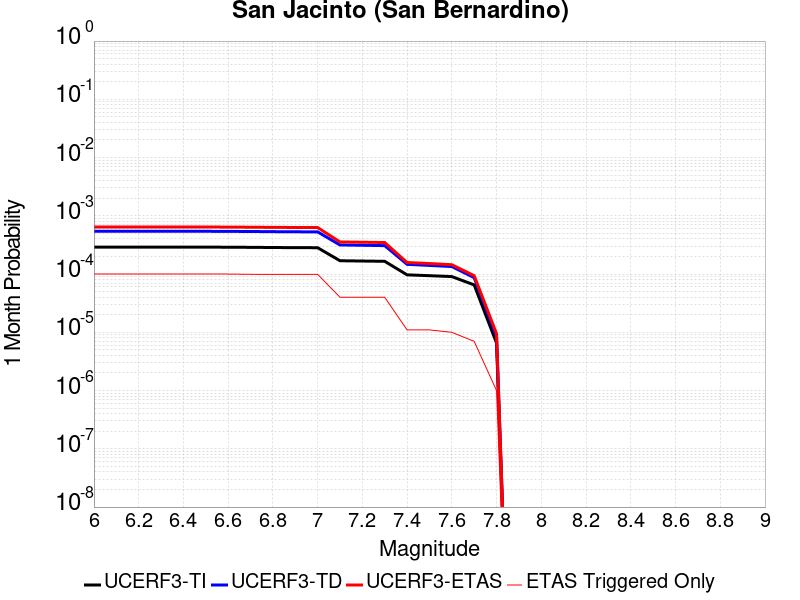 San Jacinto (San Bernardino)
10 0
10 -1
10 -2
10 -3
10 -4
10 -5
10 -6
10 -7
10 -8
1 Month Probability
6 6.2 6.4 6.6 6.8 7 7.2 7.4 7.6 7.8 8 8.2 8.4 8.6 8.8 9
Magnitude
UCERF3-TI UCERF3-TD UCERF3-ETAS ETAS Triggered Only